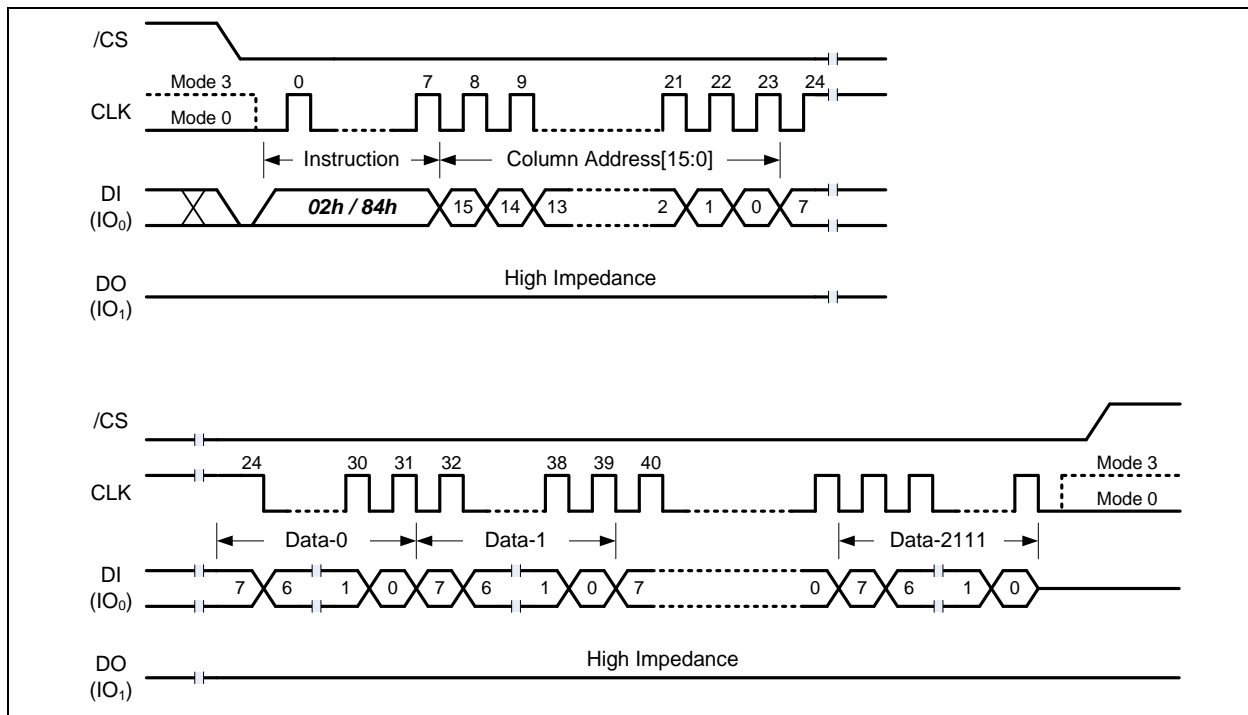 /CS
Mode 3 0 7 8 9 21 22 23 24
CLK
Mode 0
Instruction Column Address[15:0]
DI
(IO0)
02h / 84h 15 14 13 2 1 0 7
High Impedance
DO
(IO1)
/CS
24 30 31 32 38 39 40 Mode 3
CLK
Mode 0
Data-0 Data-1 Data-2111
DI
(IO0)
7 6 1 0 7 6 1 0 7 0 7 6 1 0
High Impedance
DO
(IO1)